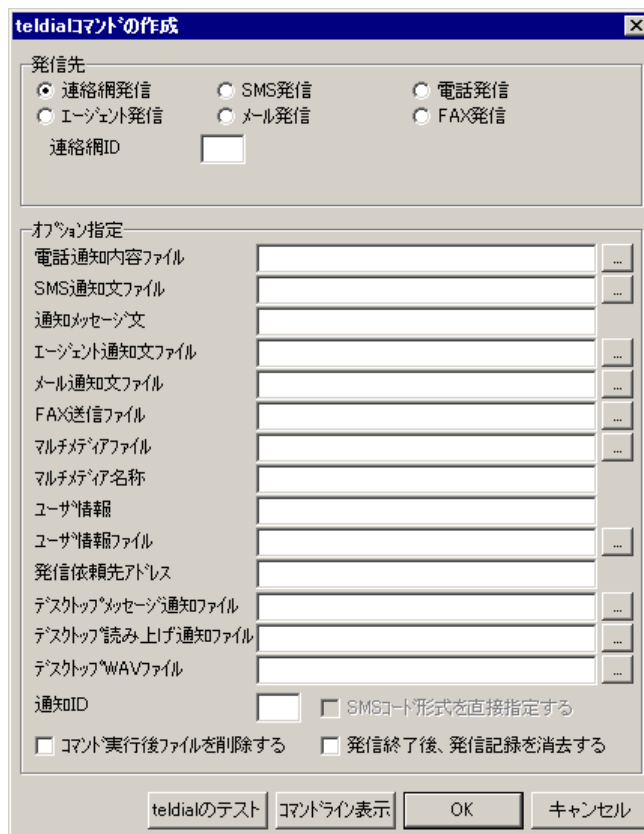 teldialｺﾏﾝﾄﾞの作成
発信先
連絡網発信 SMS発信 電話発信
ｴｰｼﾞｪﾝﾄ発信 ﾒｰﾙ発信 FAX発信
連絡網ID
ｵﾌﾟｼｮﾝ指定
電話通知内容ﾌｧｲﾙ ...
SMS通知文ﾌｧｲﾙ ...
通知ﾒｯｾｰｼﾞ文
ｴｰｼﾞｪﾝﾄ通知文ﾌｧｲﾙ ...
ﾒｰﾙ通知文ﾌｧｲﾙ ...
FAX送信ﾌｧｲﾙ ...
ﾏﾙﾁﾒﾃﾞｨｱﾌｧｲﾙ ...
ﾏﾙﾁﾒﾃﾞｨｱ名称
ﾕｰｻﾞ情報
ﾕｰｻﾞ情報ﾌｧｲﾙ ...
発信依頼先ｱﾄﾞﾚｽ
ﾃﾞｽｸﾄｯﾌﾟﾒｯｾｰｼﾞ通知ﾌｧｲﾙ ...
ﾃﾞｽｸﾄｯﾌﾟ読み上げ通知ﾌｧｲﾙ ...
ﾃﾞｽｸﾄｯﾌﾟWAVﾌｧｲﾙ ...
通知ID SMSｺｰﾄﾞ形式を直接指定する
ｺﾏﾝﾄﾞ実行後ﾌｧｲﾙを削除する 発信終了後、発信記録を消去する
teldialのテスト ｺﾏﾝﾄﾞﾗｲﾝ表示 OK キャンセル